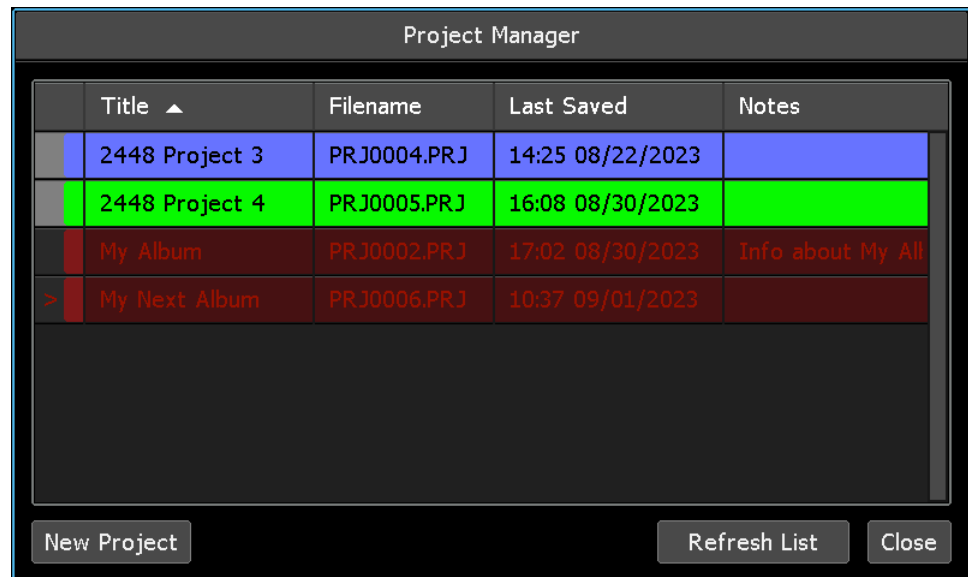 Project Manager
Title ▲ Filename Last Saved Notes
2448 Project 3 PRJ0004.PRJ 14:25 08/22/2023
2448 Project 4 PRJ0005.PRJ 16:08 08/30/2023
My Album PRJ0002.PRJ 17:02 08/30/2023 Info about My All
> My Next Album PRJ0006.PRJ 10:37 09/01/2023
New Project Refresh List Close